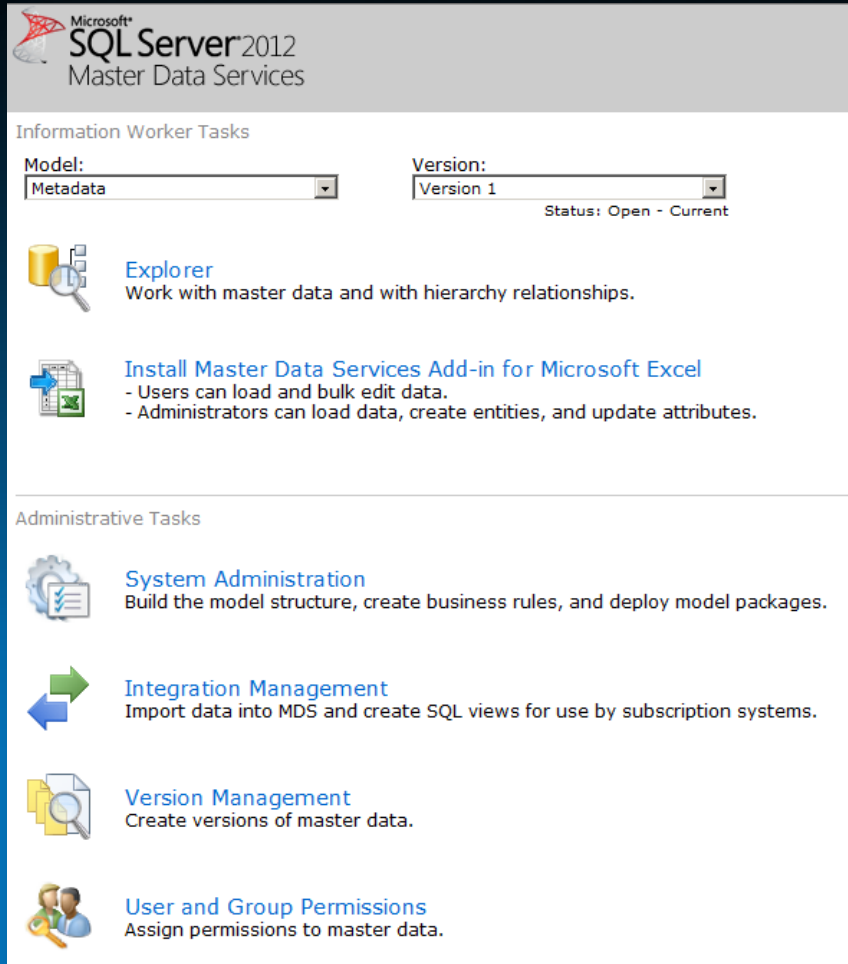 Microsoft®
SQL Server 2012
Master Data Services
Information Worker Tasks
Model: Version:
Metadata Version 1
Status: Open - Current
Explorer
Work with master data and with hierarchy relationships.
Install Master Data Services Add-in for Microsoft Excel
- Users can load and bulk edit data.
- Administrators can load data, create entities, and update attributes.
Administrative Tasks
System Administration
Build the model structure, create business rules, and deploy model packages.
Integration Management
Import data into MDS and create SQL views for use by subscription systems.
Version Management
Create versions of master data.
User and Group Permissions
Assign permissions to master data.